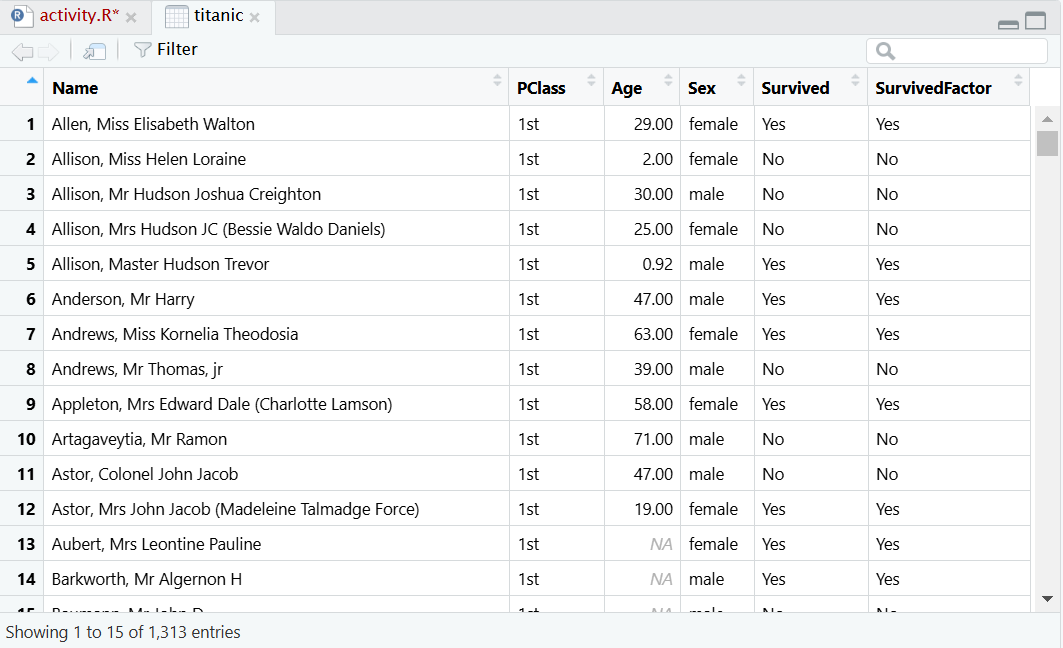 activity.R* × titanic ×
Filter
Name PClass Age Sex Survived SurvivedFactor
1 Allen, Miss Elisabeth Walton 1st 29.00 female Yes Yes
2 Allison, Miss Helen Loraine 1st 2.00 female No No
3 Allison, Mr Hudson Joshua Creighton 1st 30.00 male No No
4 Allison, Mrs Hudson JC (Bessie Waldo Daniels) 1st 25.00 female No No
5 Allison, Master Hudson Trevor 1st 0.92 male Yes Yes
6 Anderson, Mr Harry 1st 47.00 male Yes Yes
7 Andrews, Miss Kornelia Theodosia 1st 63.00 female Yes Yes
8 Andrews, Mr Thomas, jr 1st 39.00 male No No
9 Appleton, Mrs Edward Dale (Charlotte Lamson) 1st 58.00 female Yes Yes
10 Artagaveytia, Mr Ramon 1st 71.00 male No No
11 Astor, Colonel John Jacob 1st 47.00 male No No
12 Astor, Mrs John Jacob (Madeleine Talmadge Force) 1st 19.00 female Yes Yes
13 Aubert, Mrs Leontine Pauline 1st NA female Yes Yes
14 Barkworth, Mr Algernon H 1st NA male Yes Yes
15 Baumann, Mr John D 1st NA male No No
Showing 1 to 15 of 1,313 entries